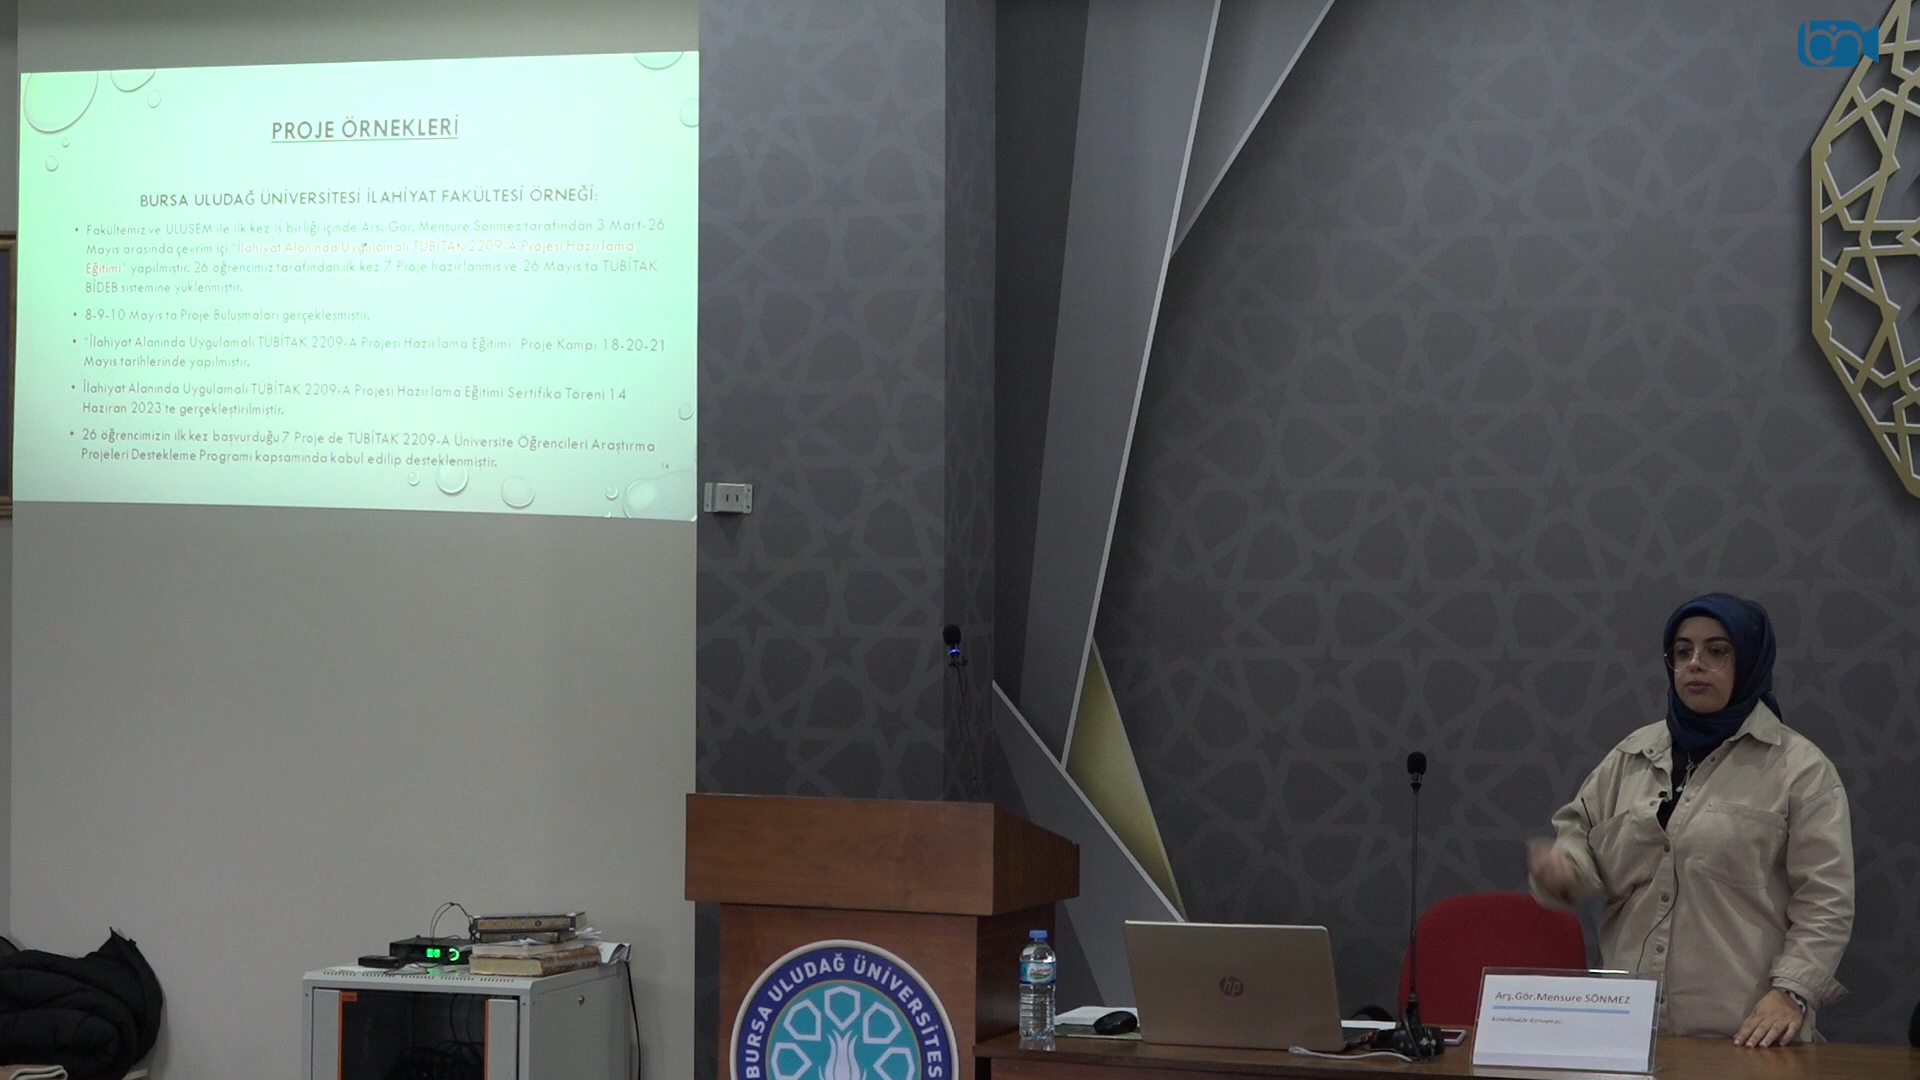 PROJE ÖRNEKLERİ
BURSA ULUDAĞ ÜNİVERSİTESİ İLAHİYAT FAKÜLTESİ ÖRNEĞİ:
• Fakültemiz ve ULUSEM ile ilk kez iş birliği içinde Arş. Gör. Mensure Sönmez tarafından 3 Mart-26
Mayıs arasında çevrim içi "İlahiyat Alanında Uygulamalı TÜBİTAK 2209-A Projesi Hazırlama
Eğitimi" yapılmıştır. 26 öğrencimiz tarafından ilk kez 7 Proje hazırlanmış ve 26 Mayıs'ta TÜBİTAK
BİDEB sistemine yüklenmiştir.
• 8-9-10 Mayıs'ta Proje Buluşmaları gerçekleşmiştir.
• "İlahiyat Alanında Uygulamalı TÜBİTAK 2209-A Projesi Hazırlama Eğitimi" Proje Kampı 18-20-21
Mayıs tarihlerinde yapılmıştır.
• İlahiyat Alanında Uygulamalı TÜBİTAK 2209-A Projesi Hazırlama Eğitimi Sertifika Töreni 14
Haziran 2023'te gerçekleştirilmiştir.
• 26 öğrencimizin ilk kez başvurduğu 7 Proje de TÜBİTAK 2209-A Üniversite Öğrencileri Araştırma
Projeleri Destekleme Programı kapsamında kabul edilip desteklenmiştir.
14
BURSA ULUDAĞ ÜNİVERSİTESİ
hp
Arş.Gör.Mensure SÖNMEZ